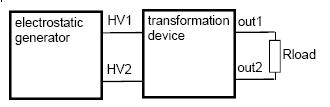 electrostatic
generator
HV1
HV2
transformation
device
out1
out2
Rload